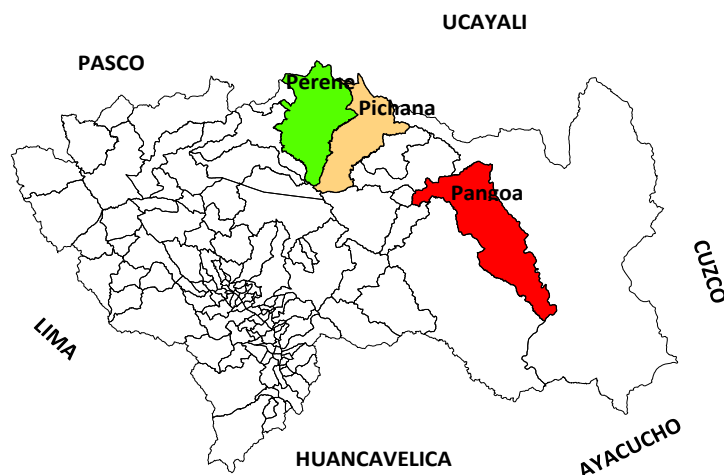 UCAYALI
PASCO
Perene
Pichana
Pangoa
CUZCO
LIMA
HUANCAVELICA
AYACUCHO